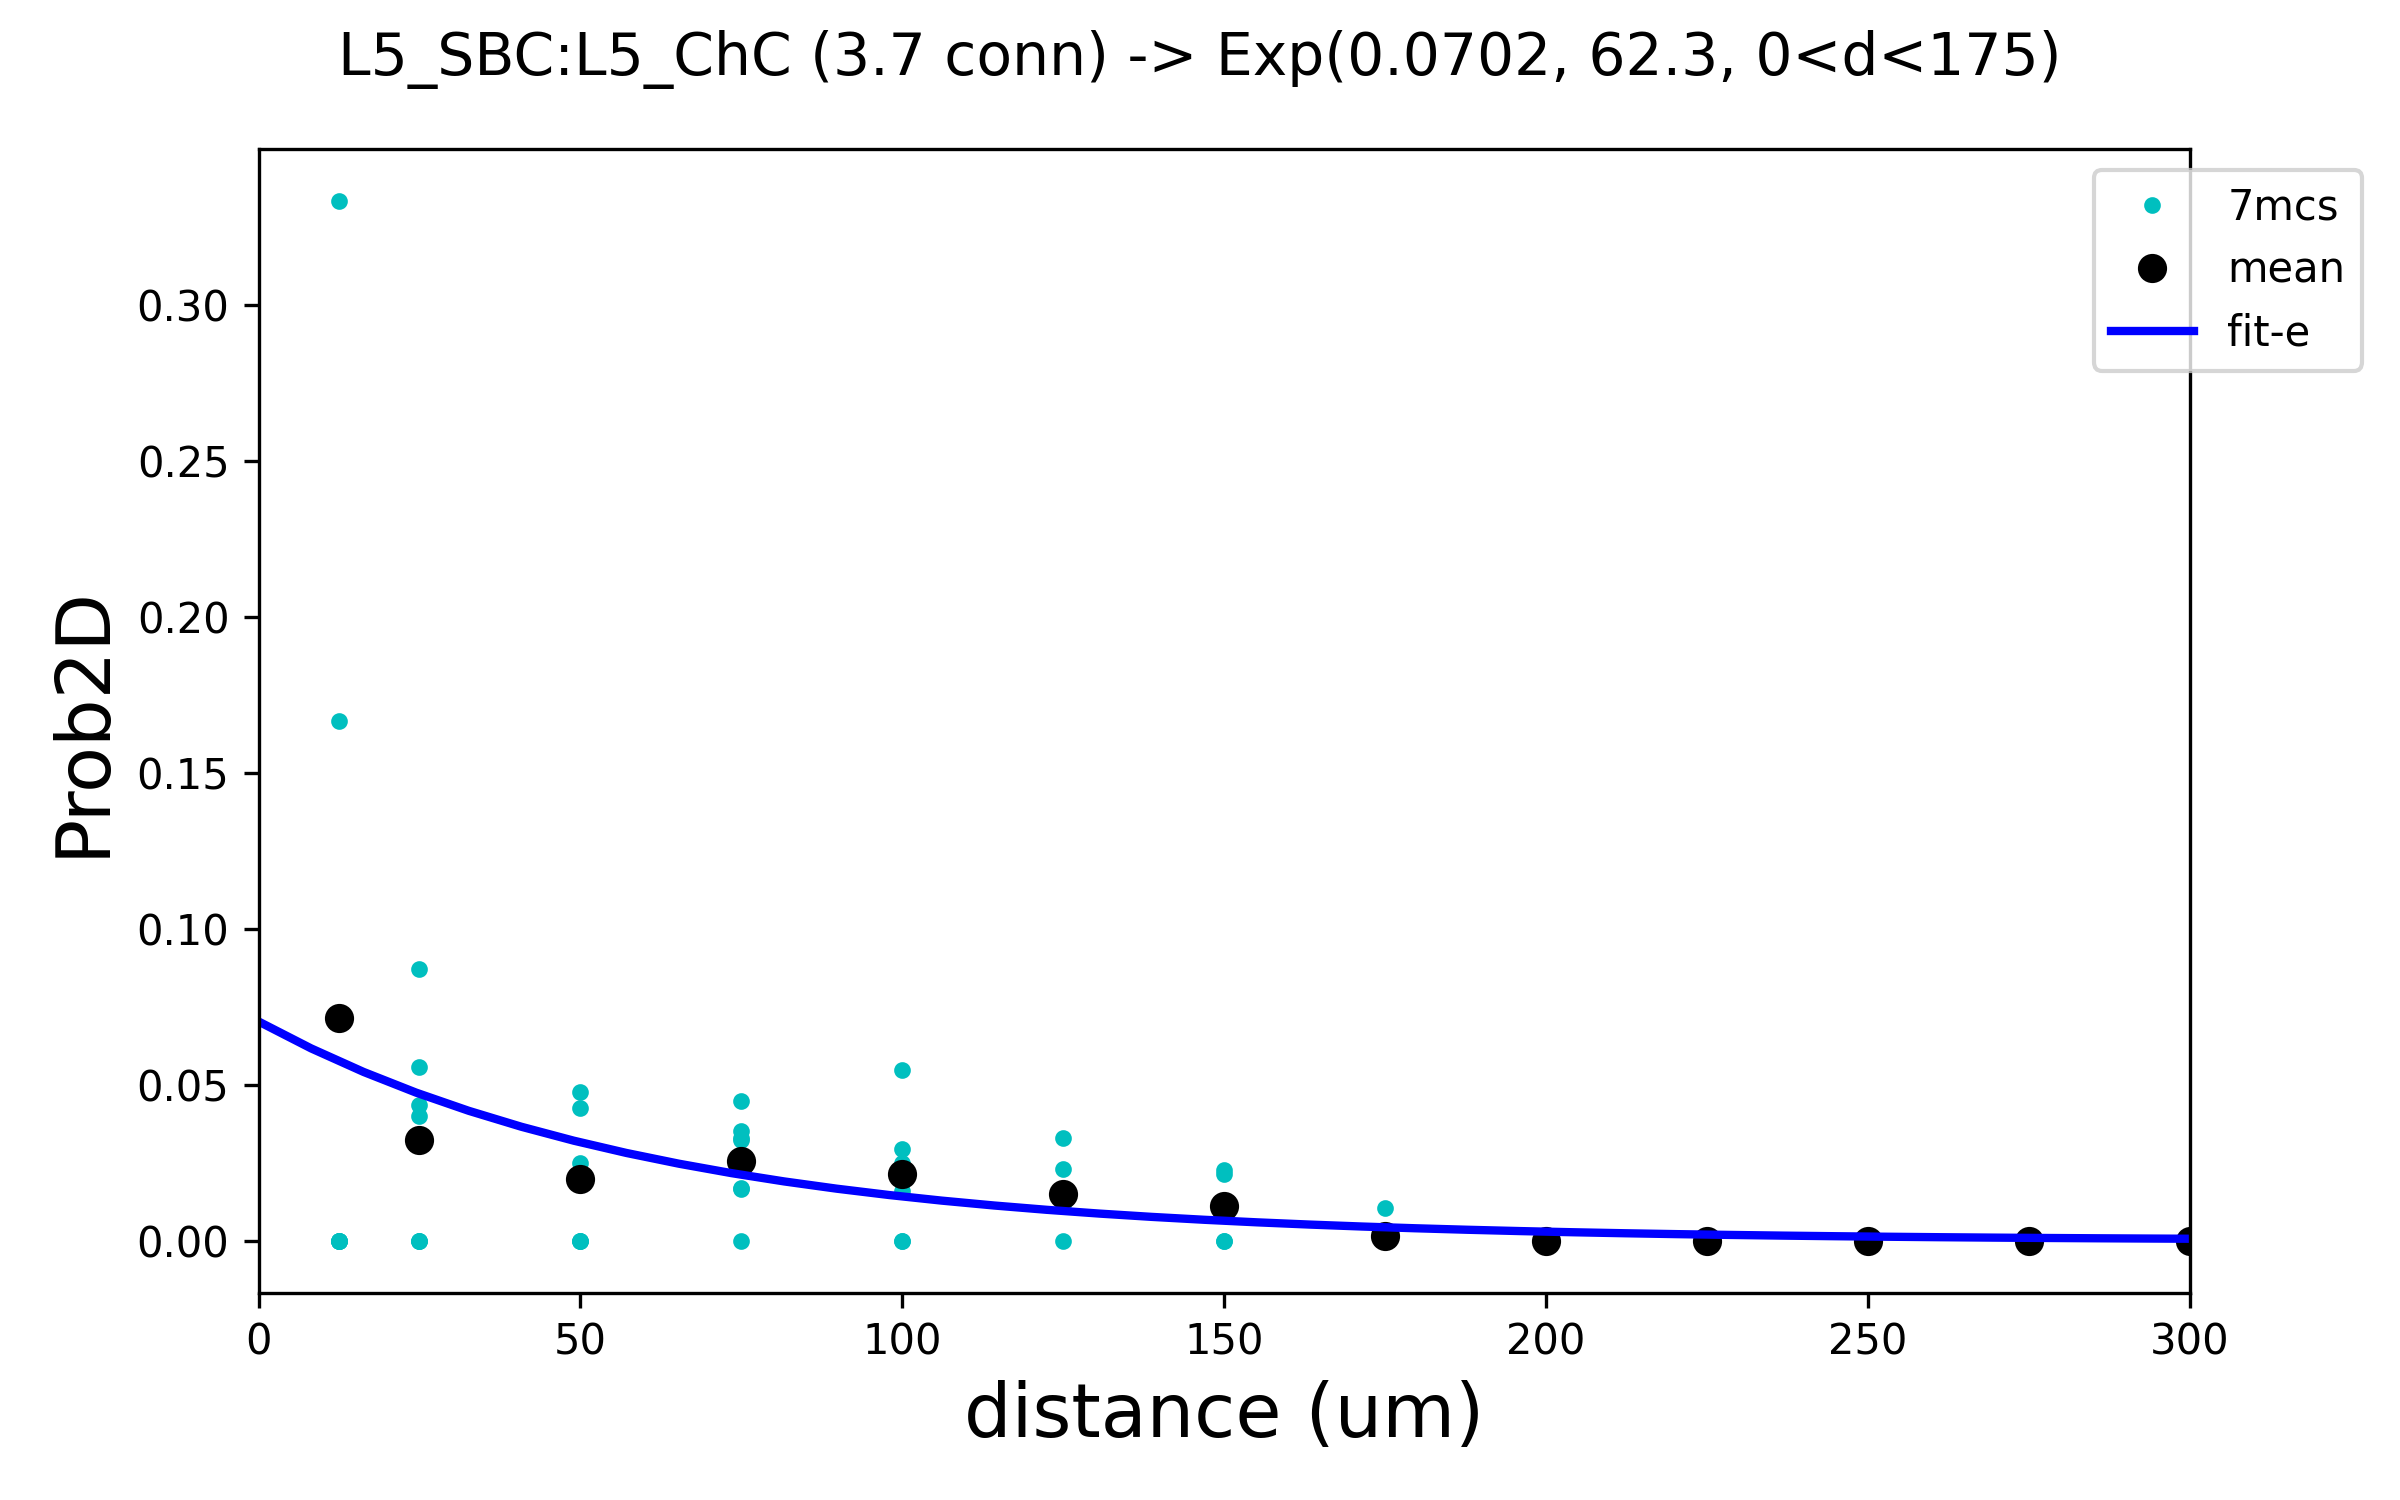 L5_SBC:L5_ChC (3.7 conn) -> Exp(0.0702, 62.3, 0<d<175)
7mcs
mean
fit-e
Prob2D
0.30
0.25
0.20
0.15
0.10
0.05
0.00
0 50 100 150 200 250 300
distance (um)